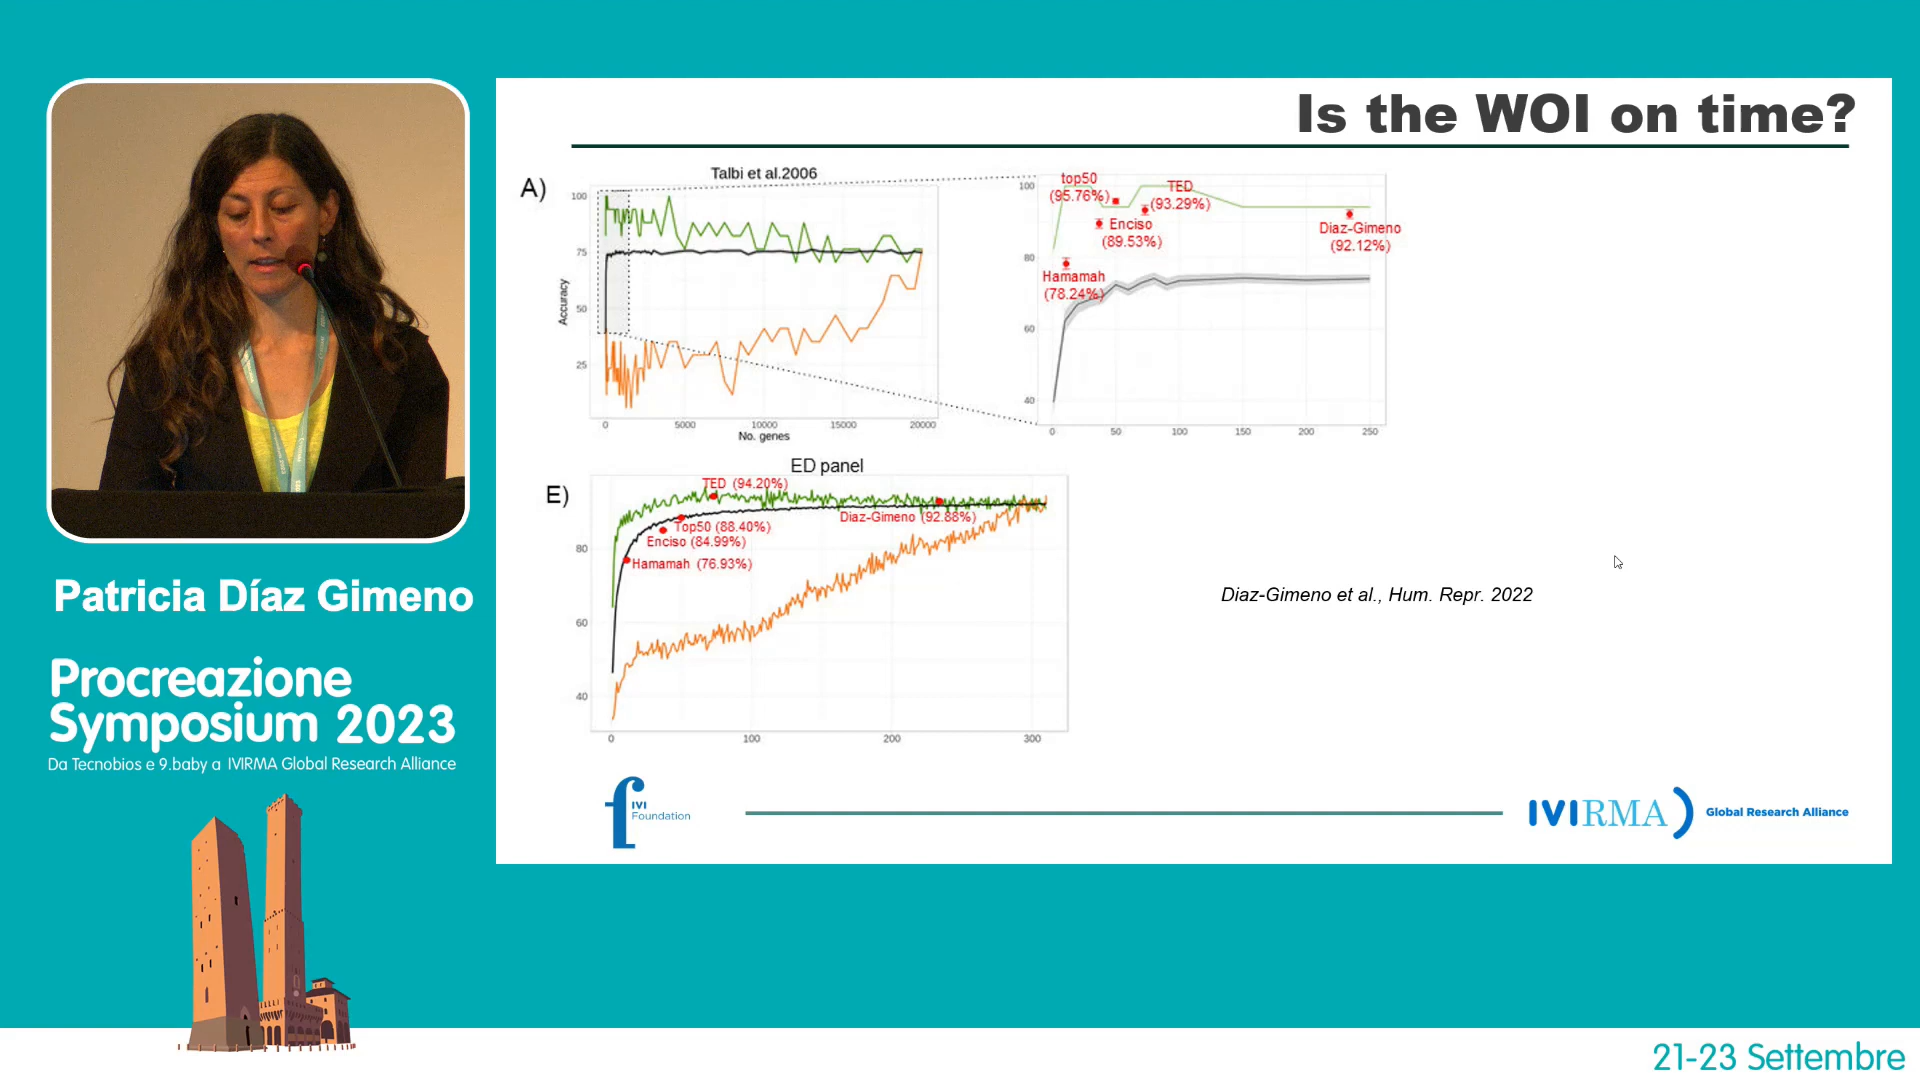 Is the WOI on time?
A)
Talbi et al.2006
100
75
50
25
Accuracy
0
5000
10000
15000
20000
No. genes
100
80
60
40
0
50
100
150
200
250
top50
(95.76%)
TED
(93.29%)
Enciso
(89.53%)
Diaz-Gimeno
(92.12%)
Hamamah
(78.24%)
ED panel
E)
80
60
40
0
100
200
300
TED (94.20%)
Top50 (88.40%)
Enciso (84.99%)
Hamamah (76.93%)
Diaz-Gimeno (92.88%)
Diaz-Gimeno et al., Hum. Repr. 2022
IVI
Foundation
IVIRMA
Global Research Alliance
Patricia Díaz Gimeno
Procreazione
Symposium 2023
Da Tecnobios e 9.baby a IVIRMA Global Research Alliance
21-23 Settembre